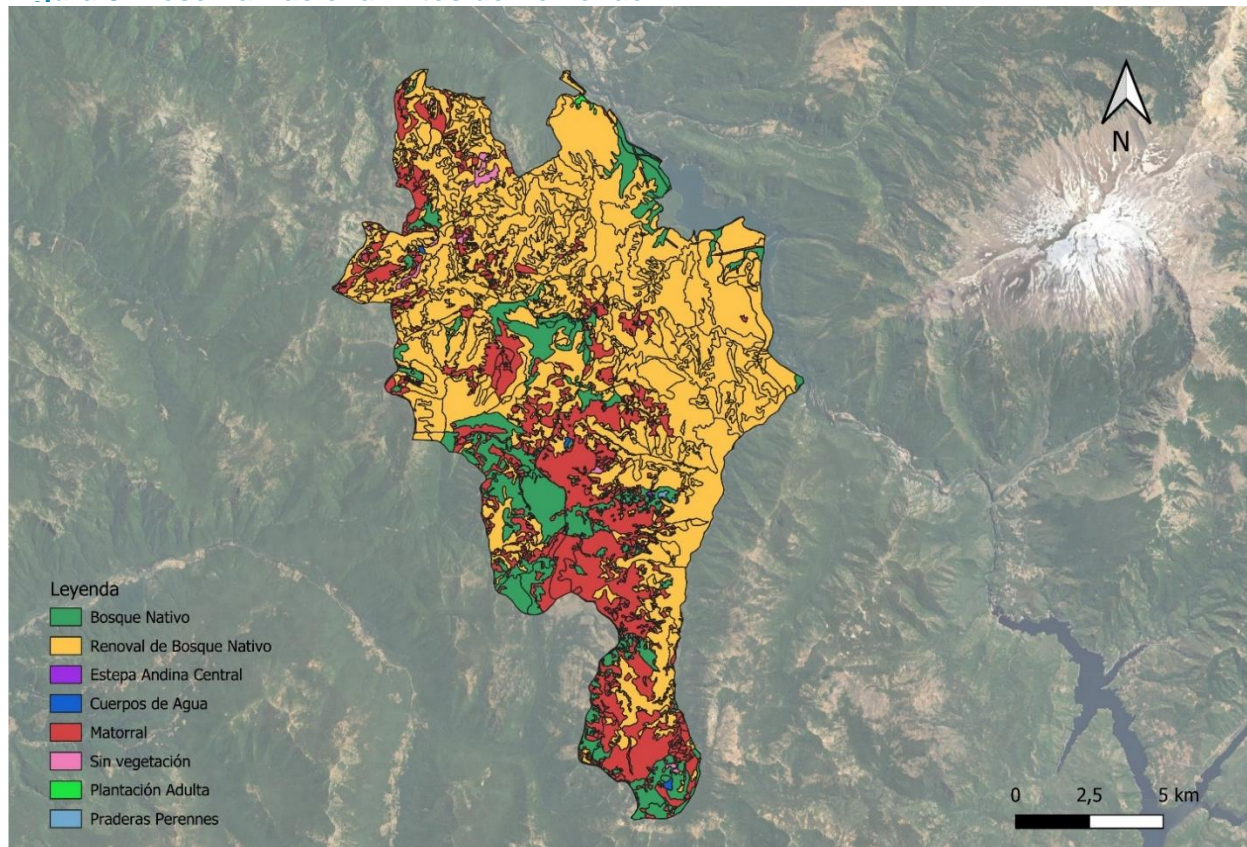 N
Leyenda
Bosque Nativo
Renoval de Bosque Nativo
Estepa Andina Central
Cuerpos de Agua
Matorral
Sin vegetación
Plantación Adulta
Praderas Perennes
0 2,5 5 km